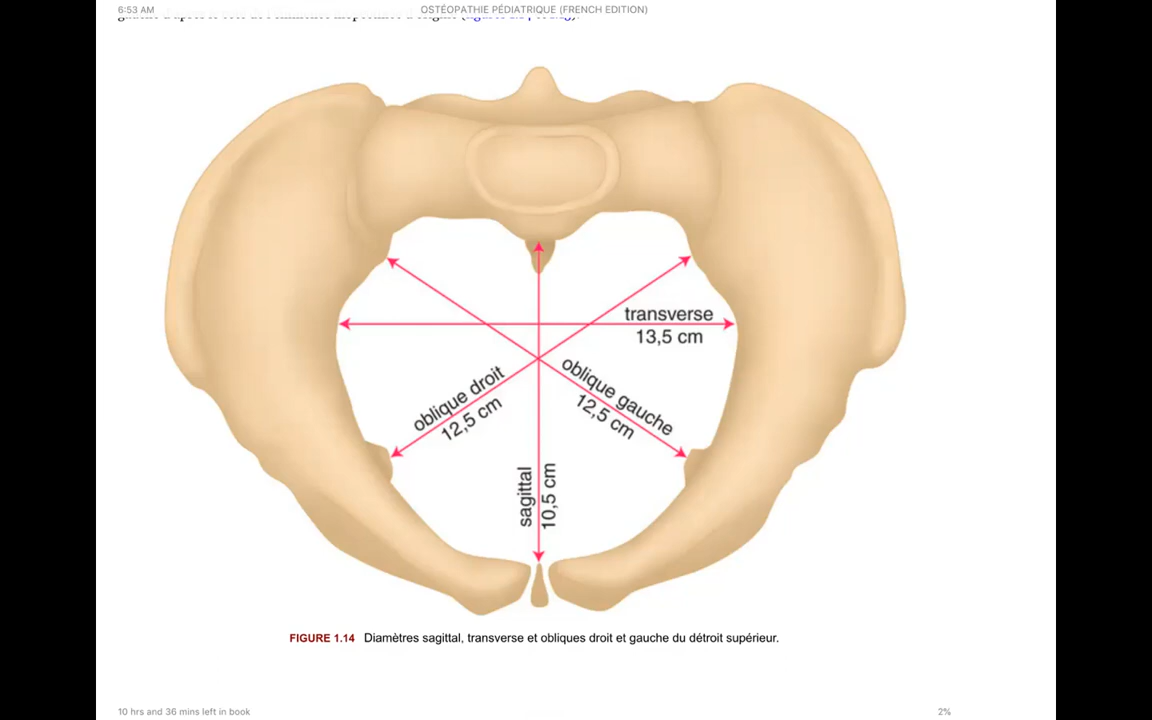 6:53 AM
OSTÉOPATHIE PÉDIATRIQUE (FRENCH EDITION)
transverse
13,5 cm
oblique droit
12,5 cm
oblique gauche
12,5 cm
sagittal
10,5 cm
FIGURE 1.14 Diamètres sagittal, transverse et obliques droit et gauche du détroit supérieur.
10 hrs and 36 mins left in book
2%